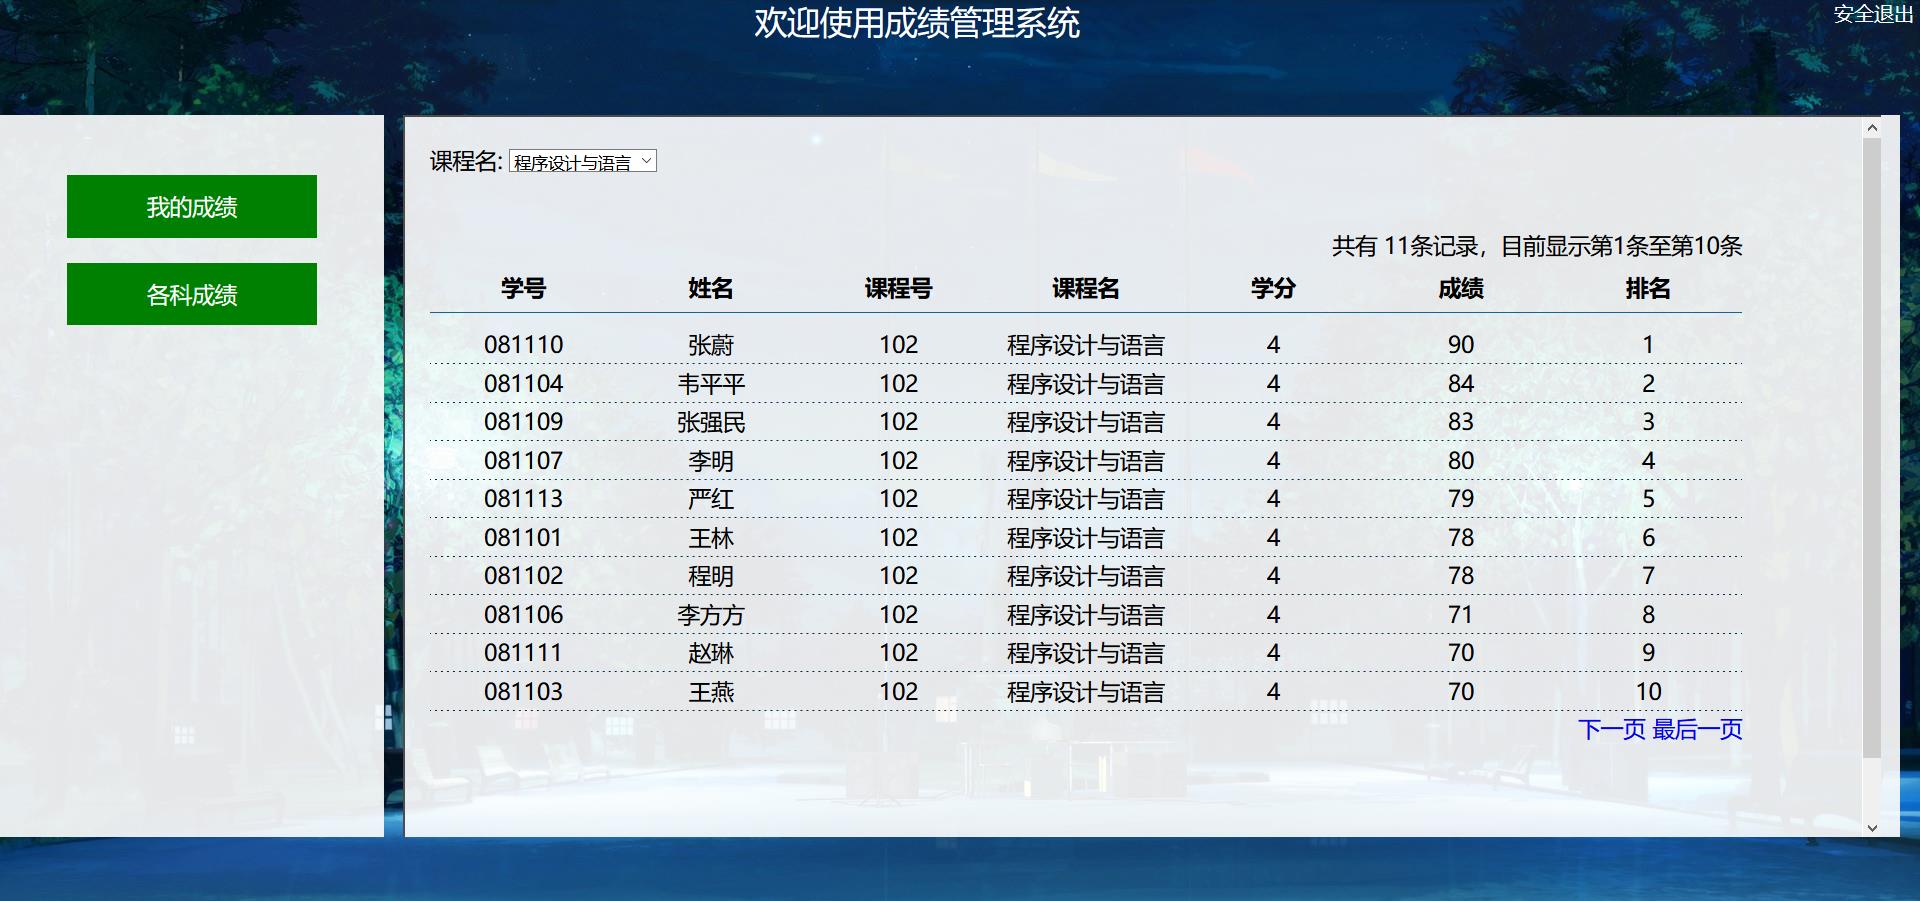 欢迎使用成绩管理系统
安全退出
我的成绩
各科成绩
课程名: 程序设计与语言
共有 11条记录，目前显示第1条至第10条
学号 姓名 课程号 课程名 学分 成绩 排名
081110 张蔚 102 程序设计与语言 4 90 1
081104 韦平平 102 程序设计与语言 4 84 2
081109 张强民 102 程序设计与语言 4 83 3
081107 李明 102 程序设计与语言 4 80 4
081113 严红 102 程序设计与语言 4 79 5
081101 王林 102 程序设计与语言 4 78 6
081102 程明 102 程序设计与语言 4 78 7
081106 李方方 102 程序设计与语言 4 71 8
081111 赵琳 102 程序设计与语言 4 70 9
081103 王燕 102 程序设计与语言 4 70 10
下一页 最后一页